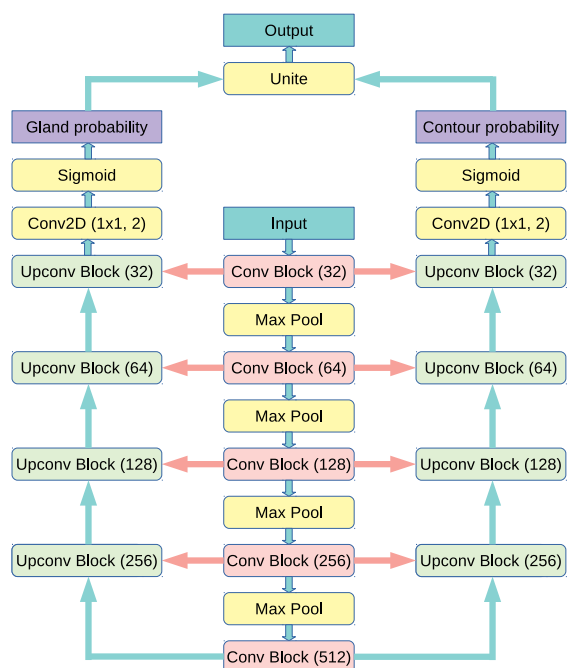 Output
Unite
Gland probability
Contour probability
Sigmoid
Sigmoid
Conv2D (1x1, 2)
Input
Conv2D (1x1, 2)
Upconv Block (32)
Conv Block (32)
Upconv Block (32)
Max Pool
Upconv Block (64)
Conv Block (64)
Upconv Block (64)
Max Pool
Upconv Block (128)
Conv Block (128)
Upconv Block (128)
Max Pool
Upconv Block (256)
Conv Block (256)
Upconv Block (256)
Max Pool
Conv Block (512)